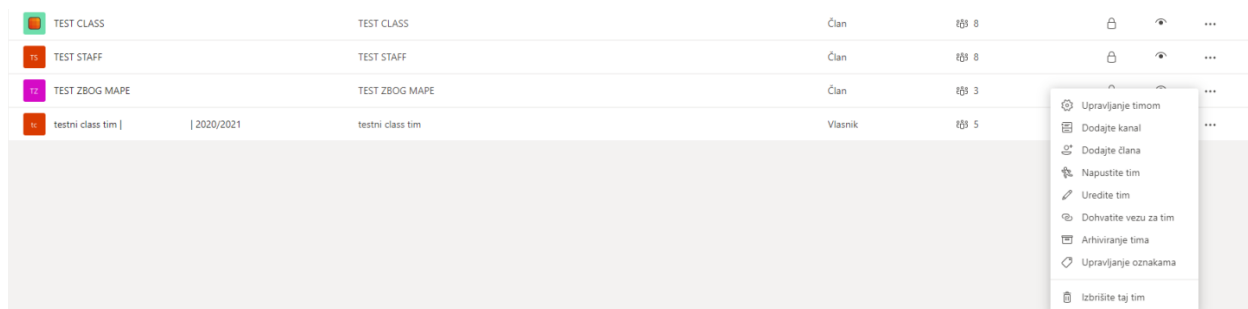 TEST CLASS TEST CLASS Član 8
TS TEST STAFF TEST STAFF Član 8
TZ TEST ZBOG MAPE TEST ZBOG MAPE Član 3
tc testni class tim | | 2020/2021 testni class tim Vlasnik 5
Upravljanje timom
Dodajte kanal
Dodajte člana
Napustite tim
Uredite tim
Dohvatite vezu za tim
Arhiviranje tima
Upravljanje oznakama
Izbrišite taj tim